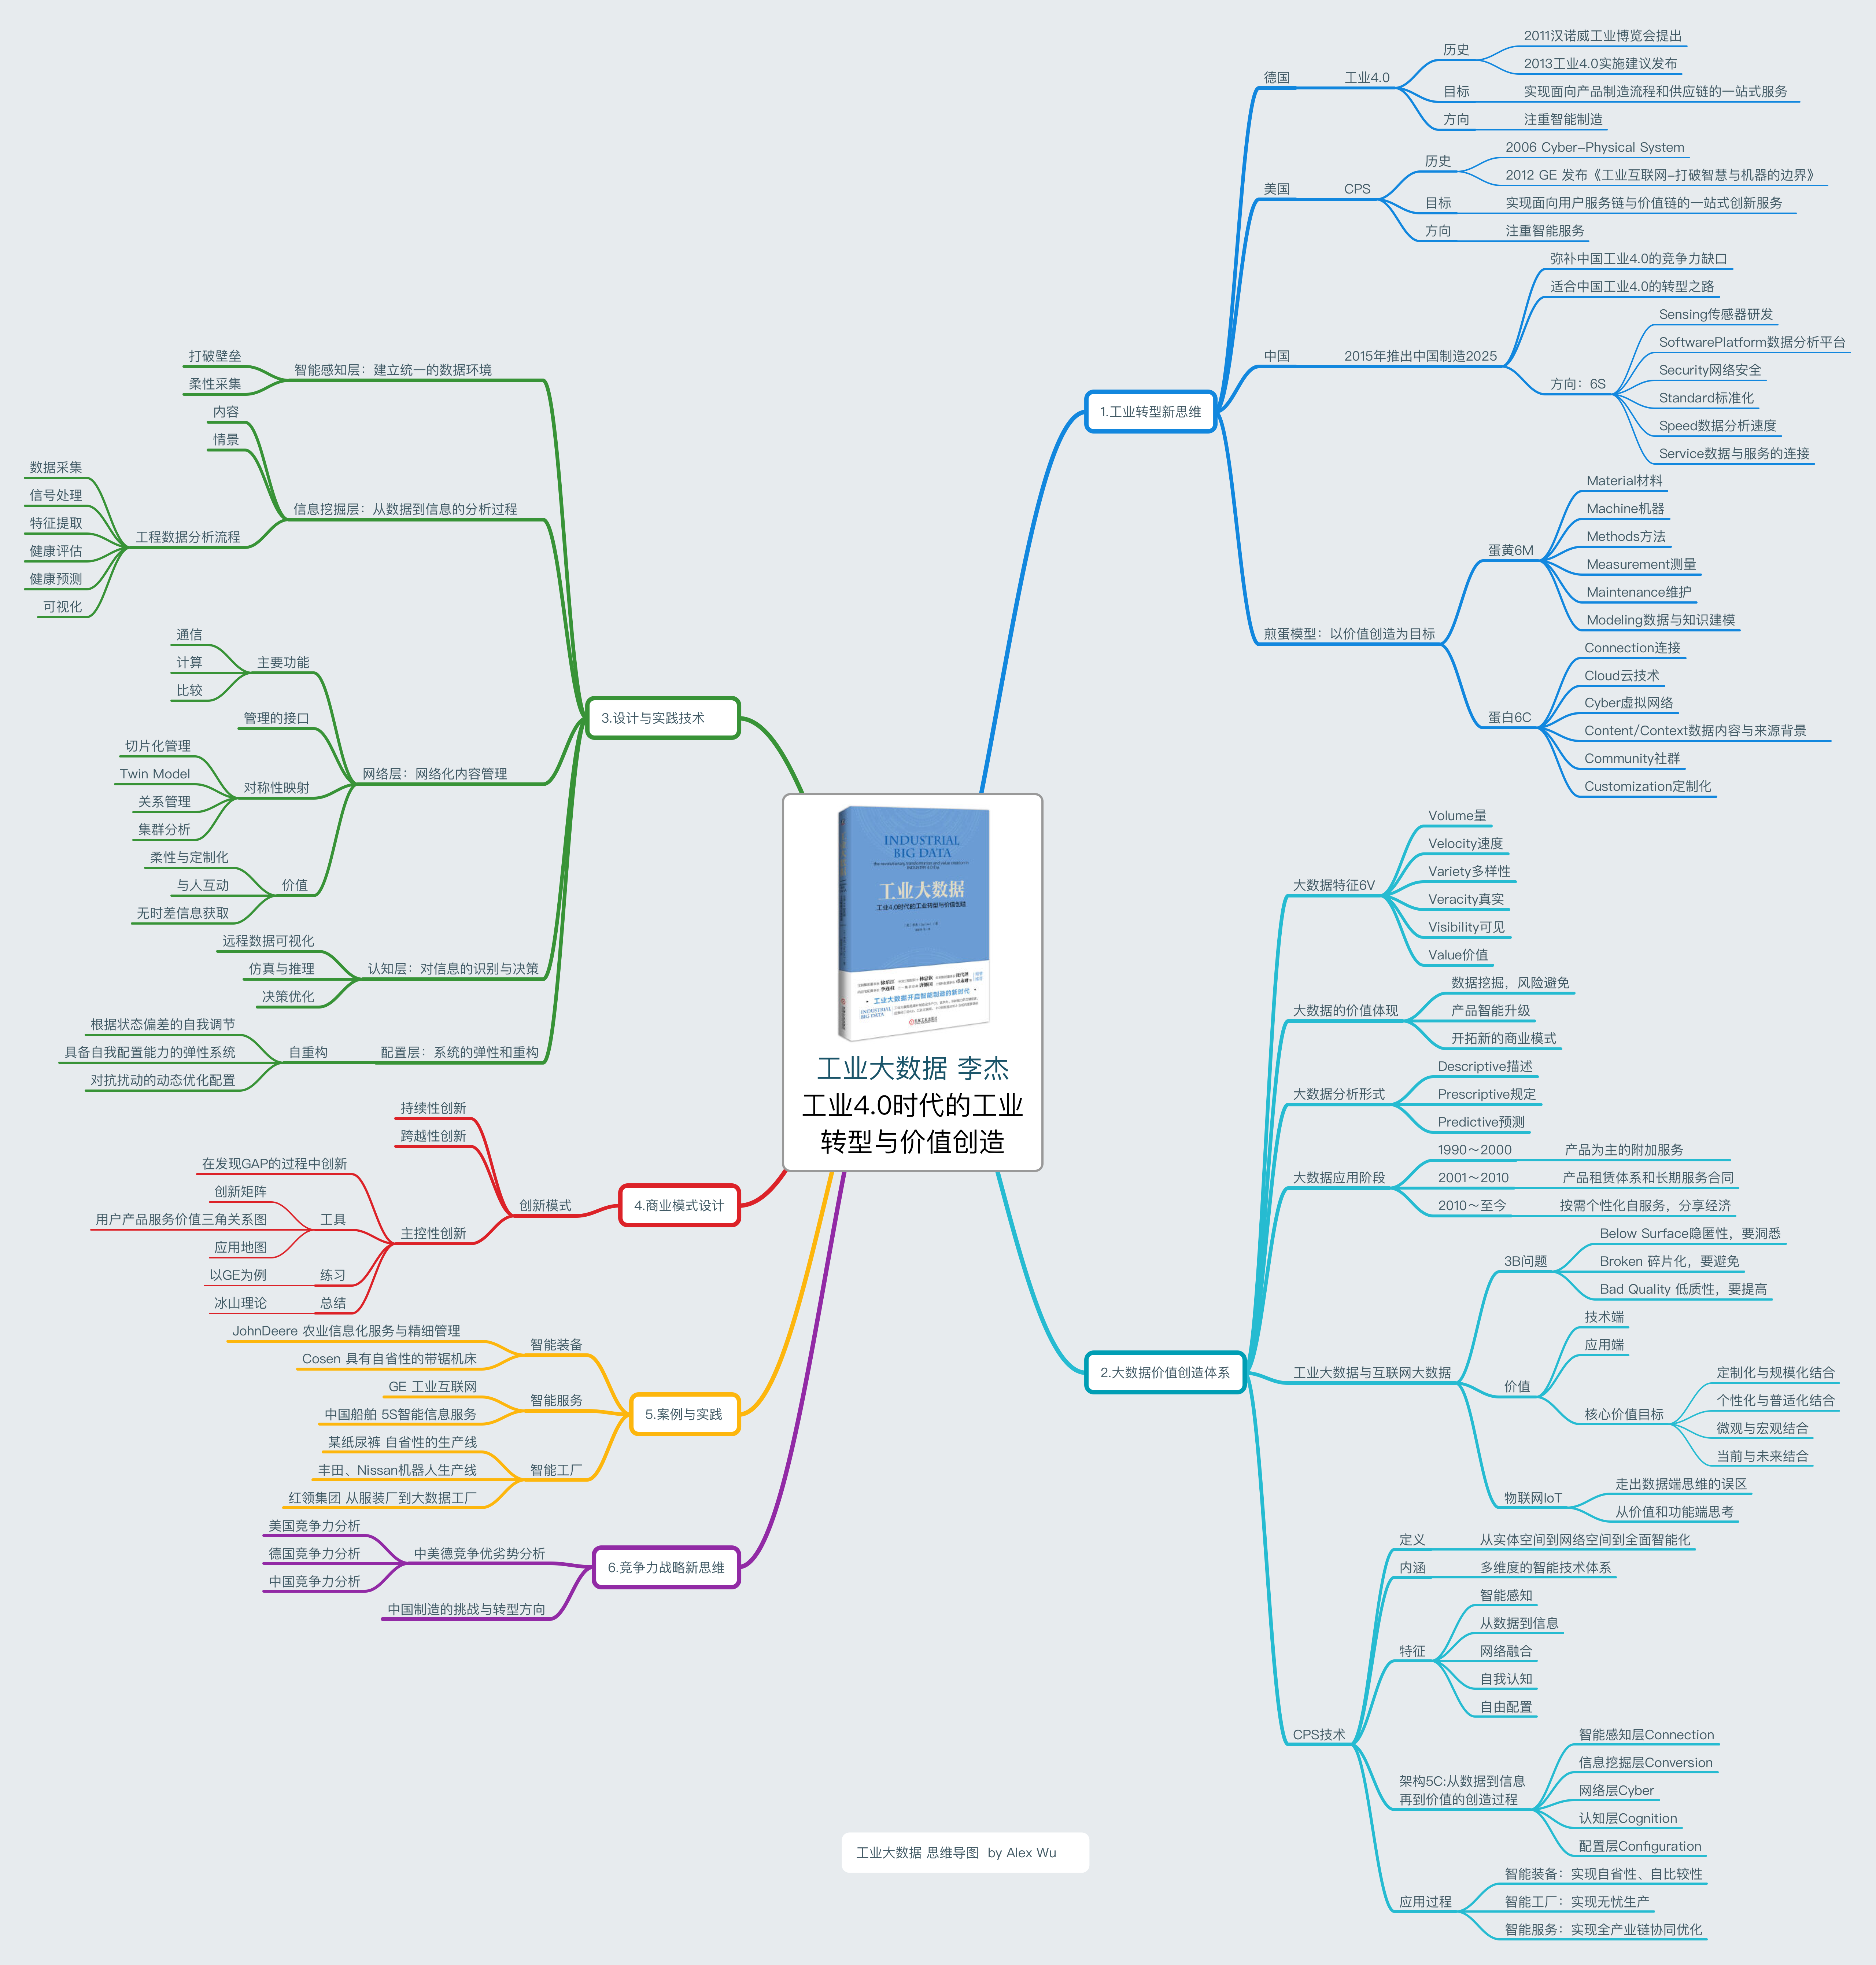 INDUSTRIAL
BIG DATA
工业大数据
工业4.0时代的工业转型与价值创造
工业大数据开启智能制造的新时代
INDUSTRIAL
BIG DATA
工业大数据 李杰
工业4.0时代的工业
转型与价值创造
1.工业转型新思维
德国
工业4.0
历史
2011汉诺威工业博览会提出
2013工业4.0实施建议发布
目标
实现面向产品制造流程和供应链的一站式服务
方向
注重智能制造
美国
CPS
历史
2006 Cyber-Physical System
2012 GE 发布《工业互联网-打破智慧与机器的边界》
目标
实现面向用户服务链与价值链的一站式创新服务
方向
注重智能服务
中国
2015年推出中国制造2025
弥补中国工业4.0的竞争力缺口
适合中国工业4.0的转型之路
方向：6S
Sensing传感器研发
SoftwarePlatform数据分析平台
Security网络安全
Standard标准化
Speed数据分析速度
Service数据与服务的连接
煎蛋模型：以价值创造为目标
蛋黄6M
Material材料
Machine机器
Methods方法
Measurement测量
Maintenance维护
Modeling数据与知识建模
蛋白6C
Connection连接
Cloud云技术
Cyber虚拟网络
Content/Context数据内容与来源背景
Community社群
Customization定制化
2.大数据价值创造体系
大数据特征6V
Volume量
Velocity速度
Variety多样性
Veracity真实
Visibility可见
Value价值
大数据的价值体现
数据挖掘，风险避免
产品智能升级
开拓新的商业模式
大数据分析形式
Descriptive描述
Prescriptive规定
Predictive预测
大数据应用阶段
1990～2000
产品为主的附加服务
2001～2010
产品租赁体系和长期服务合同
2010～至今
按需个性化自服务，分享经济
工业大数据与互联网大数据
3B问题
Below Surface隐匿性，要洞悉
Broken 碎片化，要避免
Bad Quality 低质性，要提高
价值
技术端
应用端
核心价值目标
定制化与规模化结合
个性化与普适化结合
微观与宏观结合
当前与未来结合
物联网IoT
走出数据端思维的误区
从价值和功能端思考
CPS技术
定义
从实体空间到网络空间到全面智能化
内涵
多维度的智能技术体系
特征
智能感知
从数据到信息
网络融合
自我认知
自由配置
架构5C:从数据到信息
再到价值的创造过程
智能感知层Connection
信息挖掘层Conversion
网络层Cyber
认知层Cognition
配置层Configuration
应用过程
智能装备：实现自省性、自比较性
智能工厂：实现无忧生产
智能服务：实现全产业链协同优化
3.设计与实践技术
智能感知层：建立统一的数据环境
打破壁垒
柔性采集
信息挖掘层：从数据到信息的分析过程
内容
情景
工程数据分析流程
数据采集
信号处理
特征提取
健康评估
健康预测
可视化
网络层：网络化内容管理
主要功能
通信
计算
比较
管理的接口
对称性映射
切片化管理
Twin Model
关系管理
集群分析
价值
柔性与定制化
与人互动
无时差信息获取
认知层：对信息的识别与决策
远程数据可视化
仿真与推理
决策优化
配置层：系统的弹性和重构
自重构
根据状态偏差的自我调节
具备自我配置能力的弹性系统
对抗扰动的动态优化配置
4.商业模式设计
创新模式
持续性创新
跨越性创新
主控性创新
在发现GAP的过程中创新
工具
创新矩阵
用户产品服务价值三角关系图
应用地图
练习
以GE为例
总结
冰山理论
5.案例与实践
智能装备
JohnDeere 农业信息化服务与精细管理
Cosen 具有自省性的带锯机床
智能服务
GE 工业互联网
中国船舶 5S智能信息服务
智能工厂
某纸尿裤 自省性的生产线
丰田、Nissan机器人生产线
红领集团 从服装厂到大数据工厂
6.竞争力战略新思维
中美德竞争优劣势分析
美国竞争力分析
德国竞争力分析
中国竞争力分析
中国制造的挑战与转型方向
工业大数据 思维导图 by Alex Wu